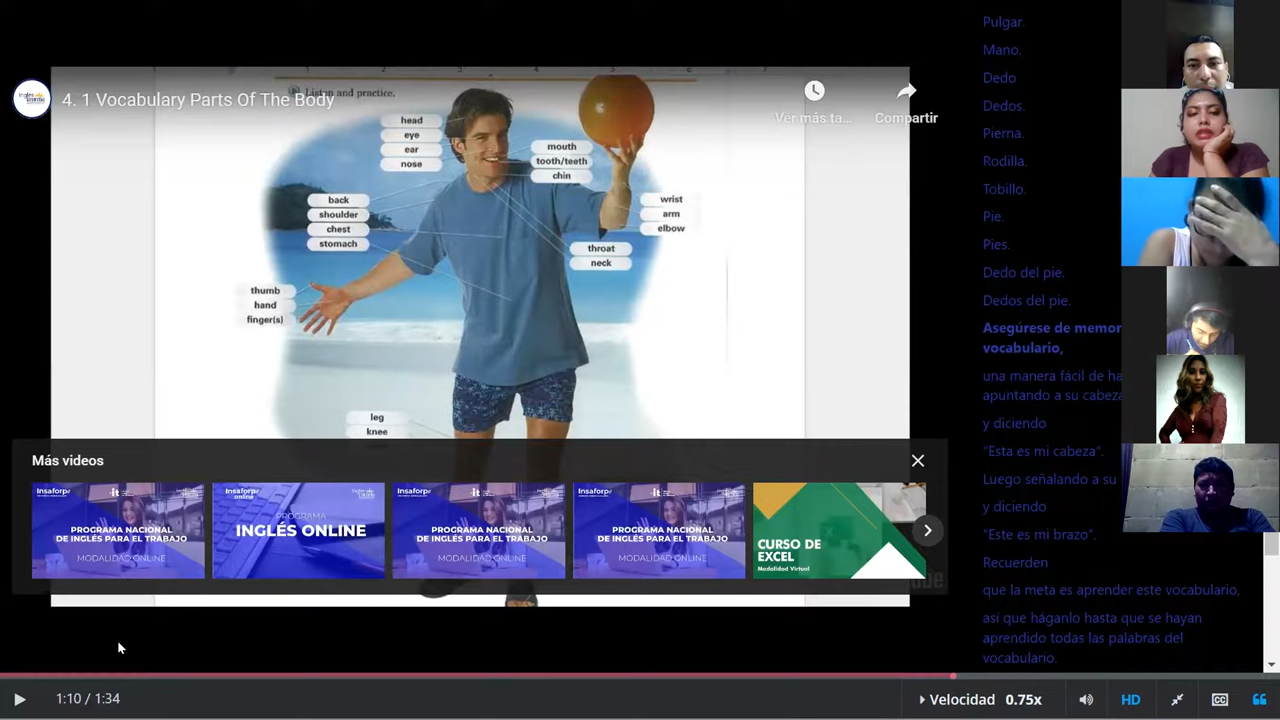 Listen and practice.
4. 1 Vocabulary Parts Of The Body
Ver más ta...
Compartir
head
eye
ear
nose
mouth
tooth/teeth
chin
back
shoulder
chest
stomach
wrist
arm
elbow
throat
neck
thumb
hand
finger(s)
leg
knee
Más videos
Insaforp
PROGRAMA NACIONAL
DE INGLÉS PARA EL TRABAJO
MODALIDAD ONLINE
Insaforp
PROGRAMA
INGLÉS ONLINE
Insaforp
PROGRAMA NACIONAL
DE INGLÉS PARA EL TRABAJO
MODALIDAD ONLINE
Insaforp
PROGRAMA NACIONAL
DE INGLÉS PARA EL TRABAJO
MODALIDAD ONLINE
CURSO DE
EXCEL
Modalidad Virtual
Pulgar.
Mano.
Dedo
Dedos.
Pierna.
Rodilla.
Tobillo.
Pie.
Pies.
Dedo del pie.
Dedos del pie.
Asegúrese de memor
vocabulario,
una manera fácil de ha
apuntando a su cabeza
y diciendo
"Esta es mi cabeza".
Luego señalando a su
y diciendo
"Este es mi brazo".
Recuerden
que la meta es aprender este vocabulario,
así que háganlo hasta que se hayan
aprendido todas las palabras del
vocabulario.
1:10 / 1:34
Velocidad 0.75x
HD
CC